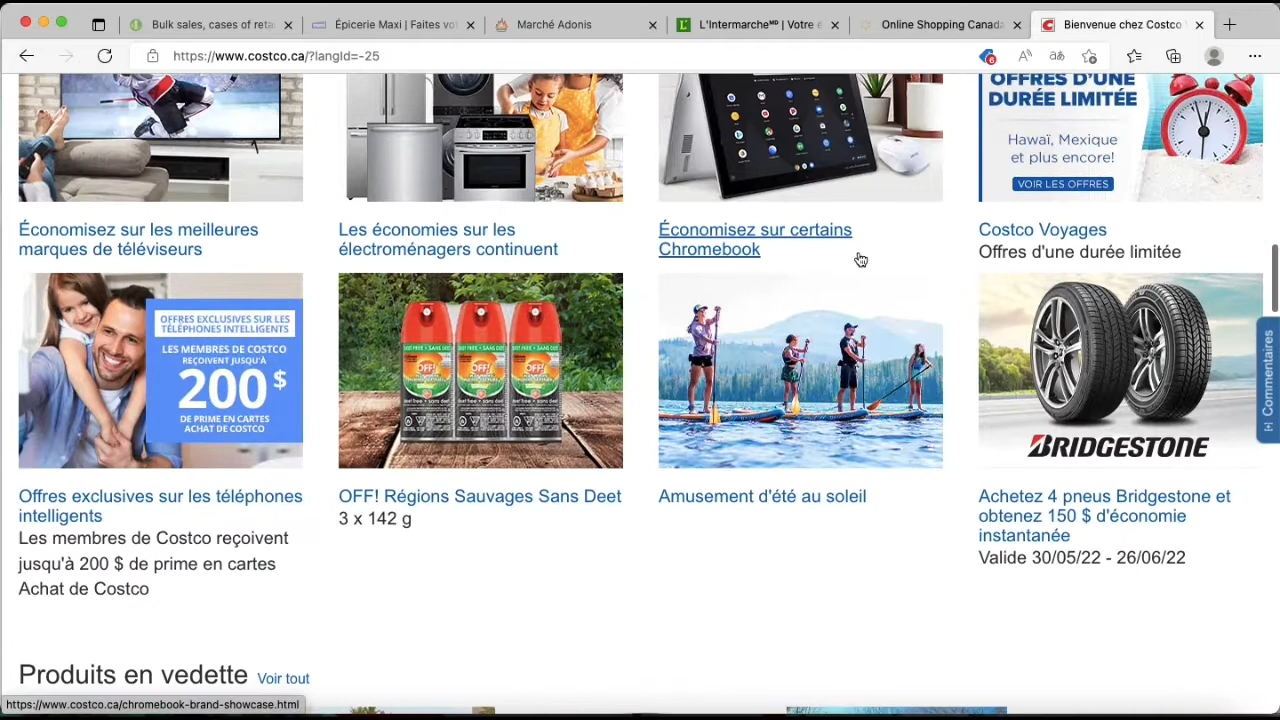 Bulk sales, cases of reta
Épicerie Maxi | Faites vo
Marché Adonis
L'Intermarche
Votre é
Online Shopping Canada
Bienvenue chez Costco
https://www.costco.ca/?langId=-25
6
OFFRES D'UNE
DURÉE LIMITÉE
Hawaï, Mexique
et plus encore!
VOIR LES OFFRES
Économisez sur les meilleures
marques de téléviseurs
Les économies sur les
électroménagers continuent
Économisez sur certains
Chromebook
Costco Voyages
Offres d'une durée limitée
OFFRES EXCLUSIVES SUR LES
TÉLÉPHONES INTELLIGENTS
LES MEMBRES DE COSTCO
REÇOIVENT JUSQU'À
200 $
DE PRIME EN CARTES
ACHAT DE COSTCO
OFF! OFF! OFF!
BRIDGESTONE
[+] Commentaires
Offres exclusives sur les téléphones
intelligents
Les membres de Costco reçoivent
jusqu'à 200 $ de prime en cartes
Achat de Costco
OFF! Régions Sauvages Sans Deet
3 x 142 g
Amusement d'été au soleil
Achetez 4 pneus Bridgestone et
obtenez 150 $ d'économie
instantanée
Valide 30/05/22 - 26/06/22
Produits en vedette Voir tout
https://www.costco.ca/chromebook-brand-showcase.html